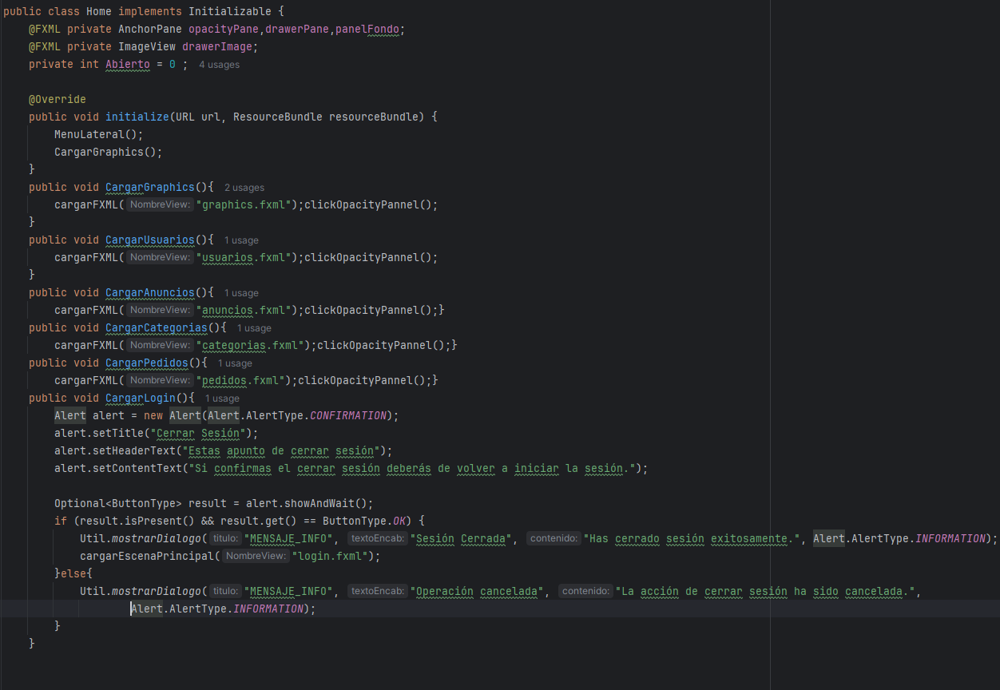 public class Home implements Initializable {
    @FXML private AnchorPane opacityPane,drawerPane,panelFondo;
    @FXML private ImageView drawerImage;
    private int Abierto = 0 ;  4 usages

    @Override
    public void initialize(URL url, ResourceBundle resourceBundle) {
        MenuLateral();
        CargarGraphics();
    }
    public void CargarGraphics(){  2 usages
        cargarFXML( NombreView: "graphics.fxml");clickOpacityPannel();
    }
    public void CargarUsuarios(){  1 usage
        cargarFXML( NombreView: "usuarios.fxml");clickOpacityPannel();
    }
    public void CargarAnuncios(){  1 usage
        cargarFXML( NombreView: "anuncios.fxml");clickOpacityPannel();}
    public void CargarCategorias(){  1 usage
        cargarFXML( NombreView: "categorias.fxml");clickOpacityPannel();}
    public void CargarPedidos(){  1 usage
        cargarFXML( NombreView: "pedidos.fxml");clickOpacityPannel();}
    public void CargarLogin(){  1 usage
        Alert alert = new Alert(Alert.AlertType.CONFIRMATION);
        alert.setTitle("Cerrar Sesión");
        alert.setHeaderText("Estas apunto de cerrar sesión");
        alert.setContentText("Si confirmas el cerrar sesión deberás de volver a iniciar la sesión.");

        Optional<ButtonType> result = alert.showAndWait();
        if (result.isPresent() && result.get() == ButtonType.OK) {
            Util.mostrarDialogo( titulo: "MENSAJE_INFO", textoEncab: "Sesión Cerrada", contenido: "Has cerrado sesión exitosamente.", Alert.AlertType.INFORMATION);
            cargarEscenaPrincipal( NombreView: "login.fxml");
        }else{
            Util.mostrarDialogo( titulo: "MENSAJE_INFO", textoEncab: "Operación cancelada", contenido: "La acción de cerrar sesión ha sido cancelada.",
                    Alert.AlertType.INFORMATION);
        }
    }